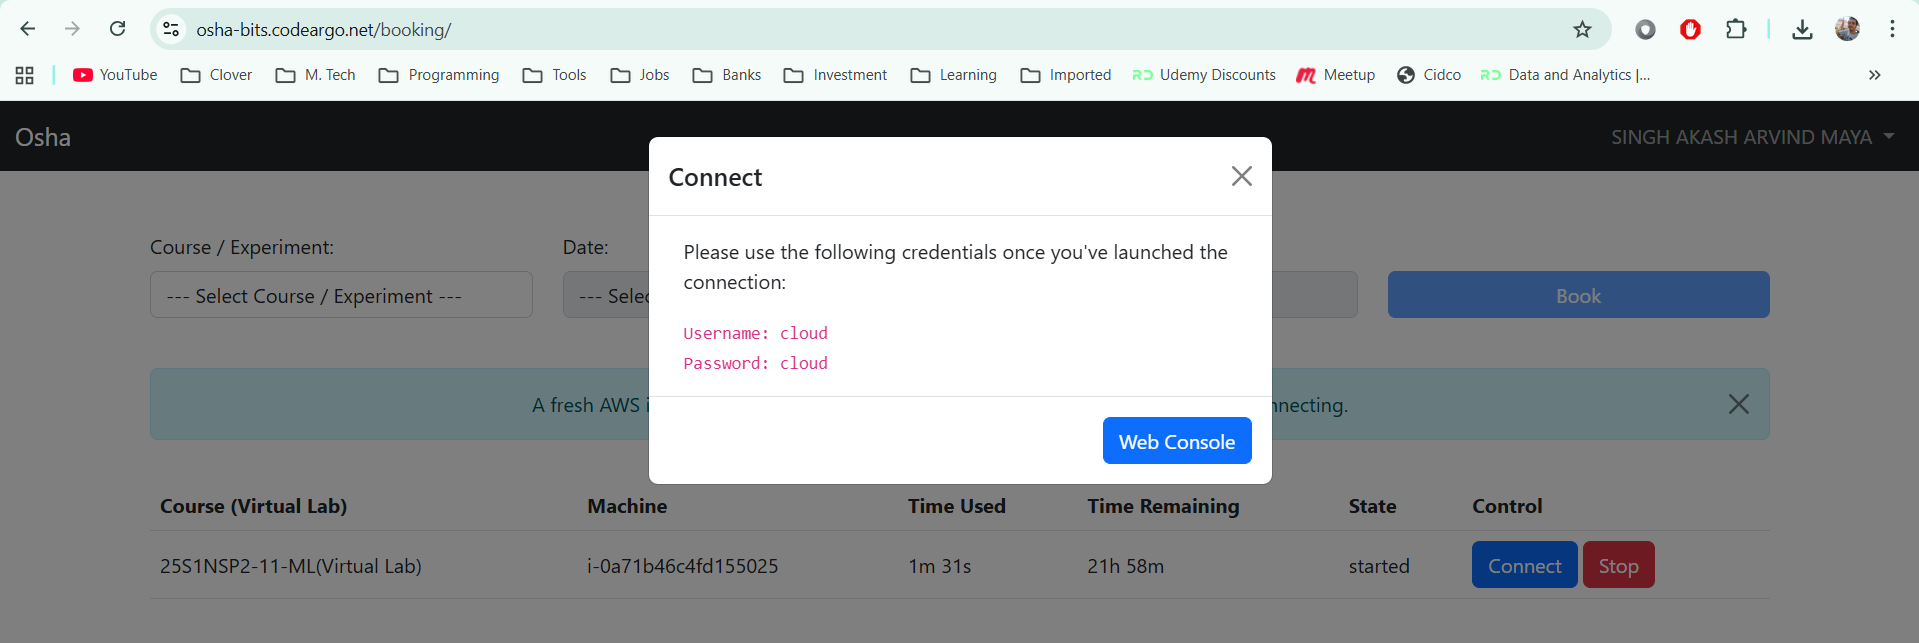 osha-bits.codeargo.net/booking/
YouTube Clover M. Tech Programming Tools Jobs Banks Investment Learning Imported Udemy Discounts Meetup Cidco Data and Analytics |...
Osha SINGH AKASH ARVIND MAYA
Connect
Please use the following credentials once you've launched the
connection:
Username: cloud
Password: cloud
Web Console
Course / Experiment: Date:
--- Select Course / Experiment --- --- Selec Book
A fresh AWS i nnecting.
Course (Virtual Lab) Machine Time Used Time Remaining State Control
25S1NSP2-11-ML(Virtual Lab) i-0a71b46c4fd155025 1m 31s 21h 58m started Connect Stop